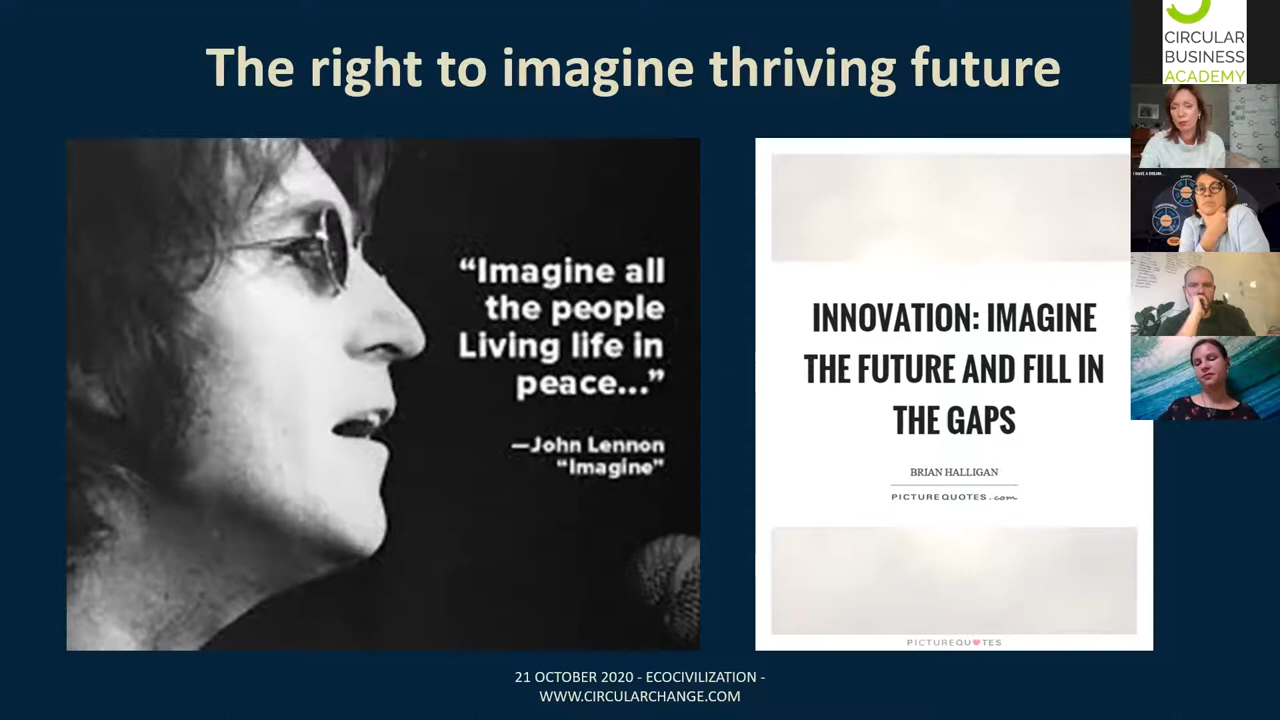 The right to imagine thriving future
“Imagine all
the people
Living life in
peace...”
—John Lennon
“Imagine”
INNOVATION: IMAGINE
THE FUTURE AND FILL IN
THE GAPS
BRIAN HALLIGAN
PICTUREQUOTES.com
PICTUREQUOTES
21 OCTOBER 2020 - ECOCIVILIZATION -
WWW.CIRCULARCHANGE.COM
CIRCULAR
BUSINESS
ACADEMY
I HAVE A DREAM...